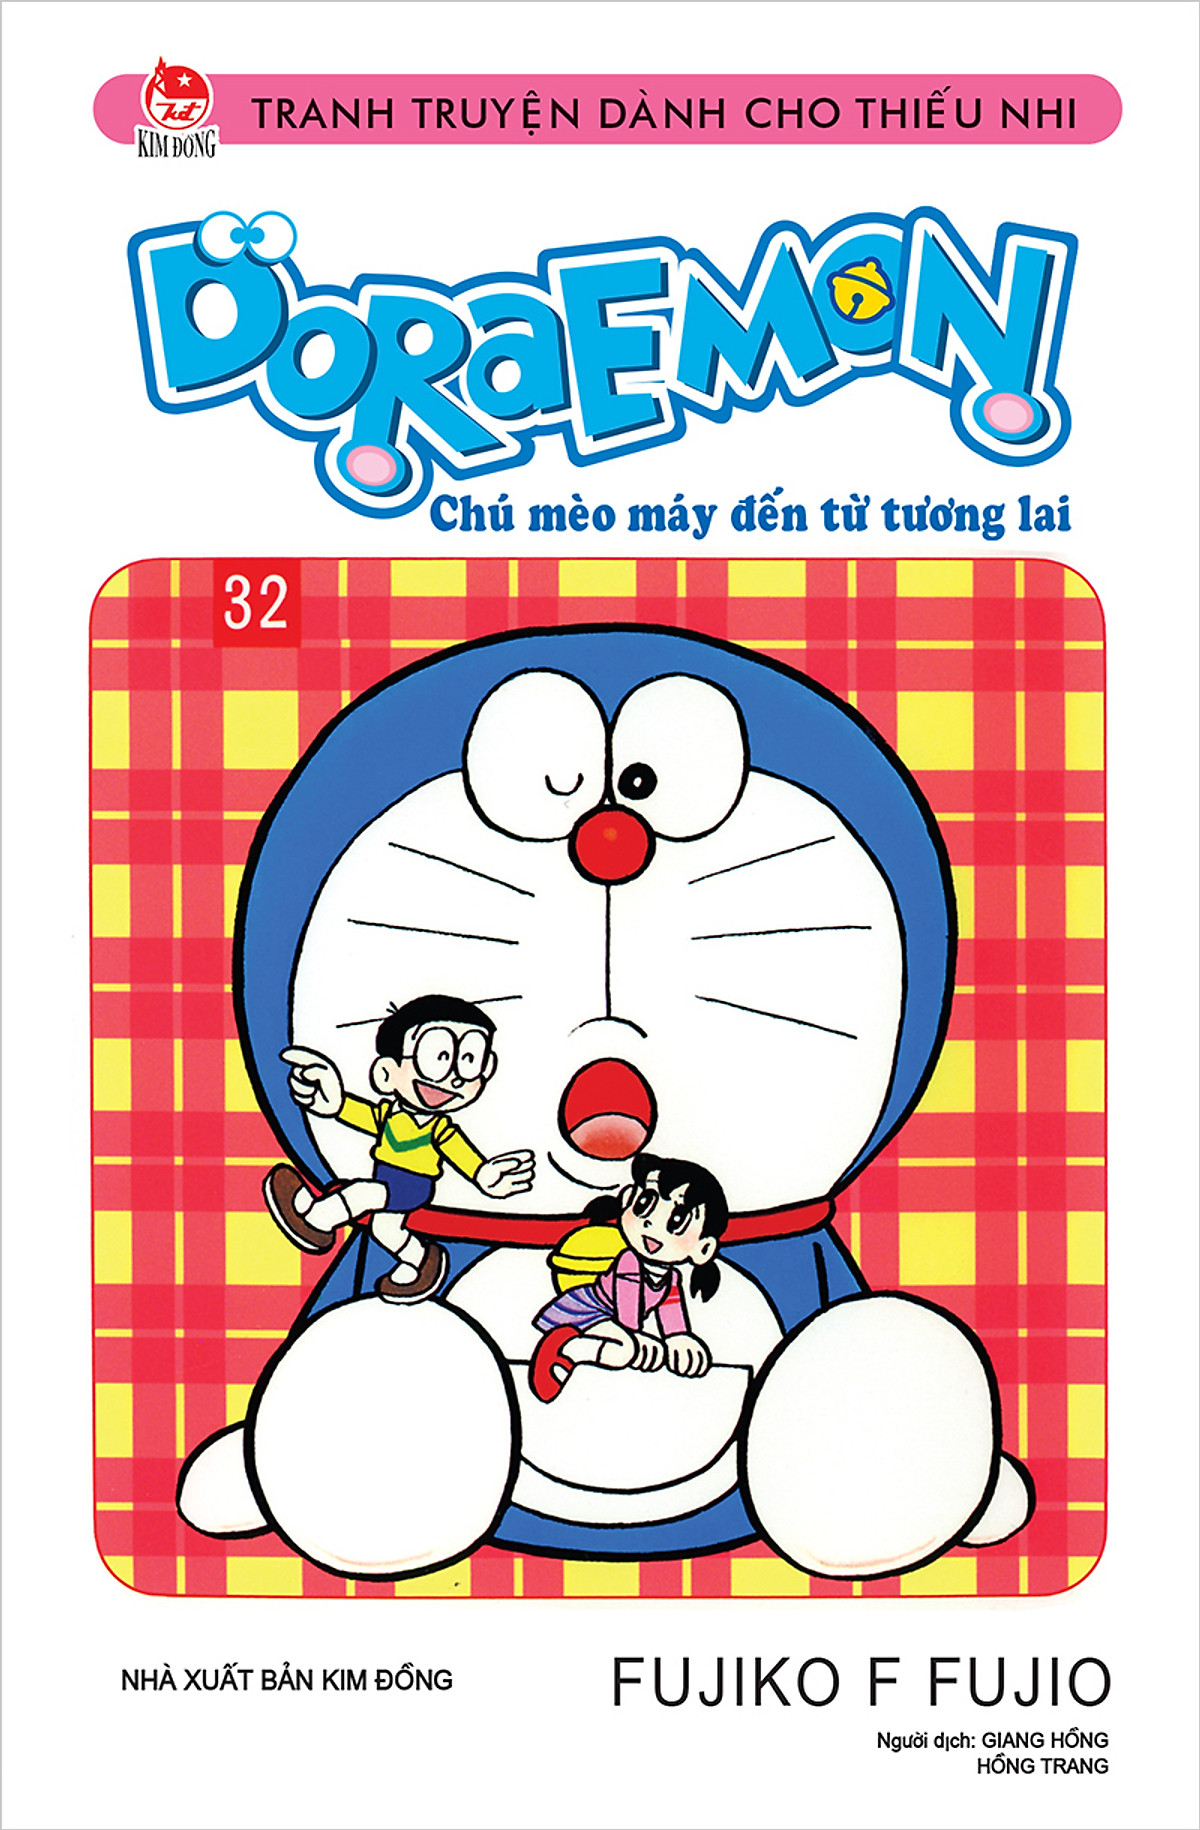 KĐ
KIM ĐỒNG
TRANH TRUYỆN DÀNH CHO THIẾU NHI
DORAEMON
Chú mèo máy đến từ tương lai
32
NHÀ XUẤT BẢN KIM ĐỒNG
FUJIKO F FUJIO
Người dịch: GIANG HỒNG
HỒNG TRANG